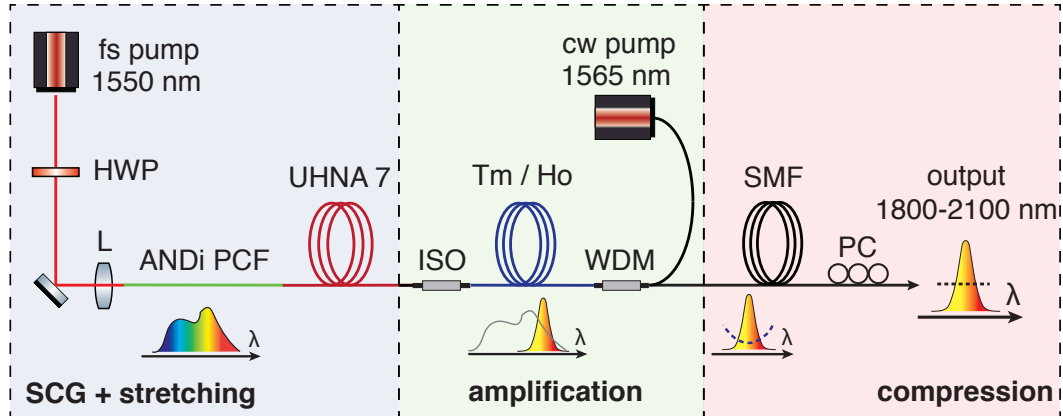 fs pump
1550 nm
HWP
L
ANDi PCF
UHNA 7
λ
SCG + stretching
cw pump
1565 nm
Tm / Ho
ISO
WDM
λ
amplification
SMF
PC
output
1800-2100 nm
λ
λ
compression